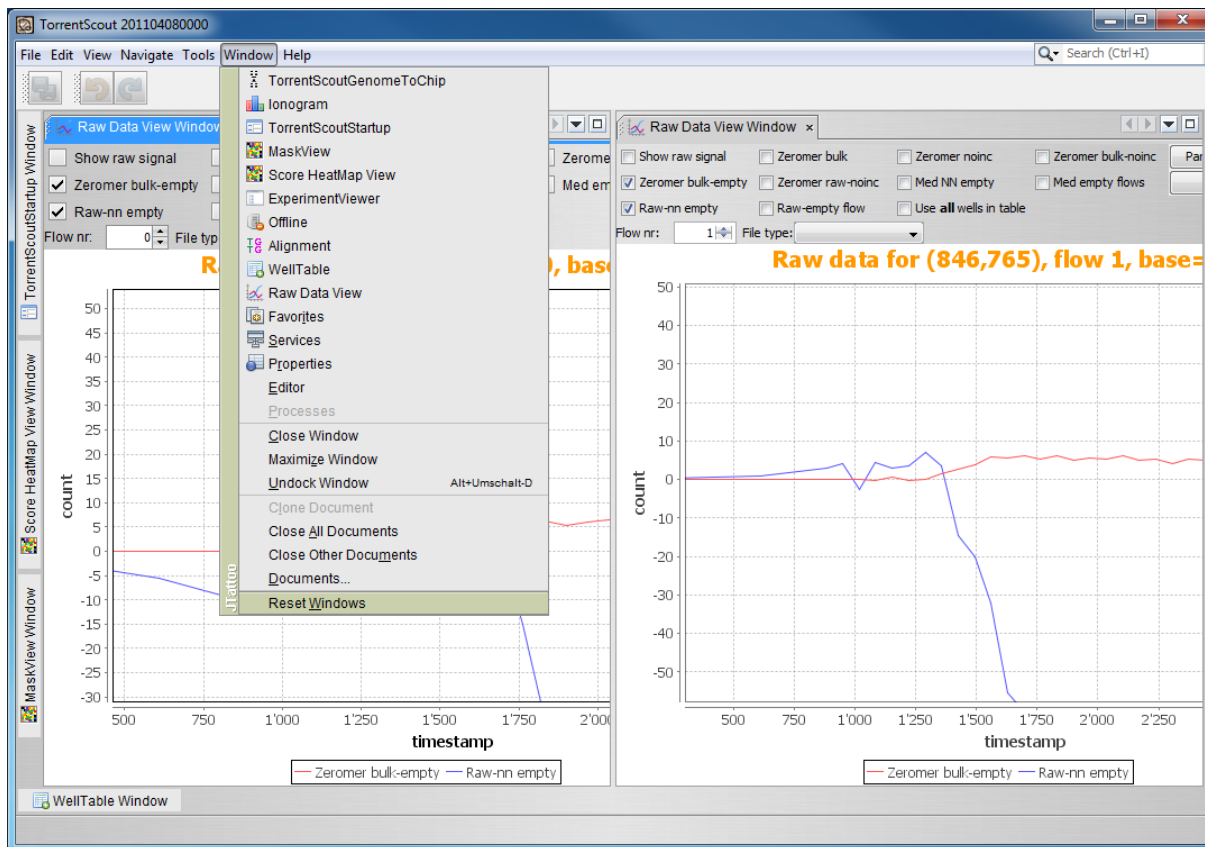 TorrentScout 201104080000
File Edit View Navigate Tools Window Help
Search (Ctrl+I)
TorrentScoutStartup Window
Score HeatMap View Window
MaskView Window
Raw Data View Window
Show raw signal
Zerome
Zeromer bulk-empty
Med em
Raw-nn empty
Flow nr: 0 File typ
R
0, base
50
45
40
35
30
25
20
15
10
5
0
-5
-10
-15
-20
-25
-30
count
500 750 1'000 1'250 1'500 1'750 2'000
timestamp
Zeromer bulk-empty Raw-nn empty
TorrentScoutGenomeToChip
Ionogram
TorrentScoutStartup
MaskView
Score HeatMap View
ExperimentViewer
Offline
Alignment
WellTable
Raw Data View
Favorites
Services
Properties
Editor
Processes
Close Window
Maximize Window
Undock Window Alt+Umschalt-D
Clone Document
Close All Documents
Close Other Documents
Documents...
Reset Windows
JTattoo
Raw Data View Window ×
Show raw signal Zeromer bulk Zeromer noinc Zeromer bulk-noinc Par
Zeromer bulk-empty Zeromer raw-noinc Med NN empty Med empty flows
Raw-nn empty Raw-empty flow Use all wells in table
Flow nr: 1 File type:
Raw data for (846,765), flow 1, base=
50
40
30
20
10
0
-10
-20
-30
-40
-50
count
500 750 1'000 1'250 1'500 1'750 2'000 2'250
timestamp
Zeromer bulk-empty Raw-nn empty
WellTable Window